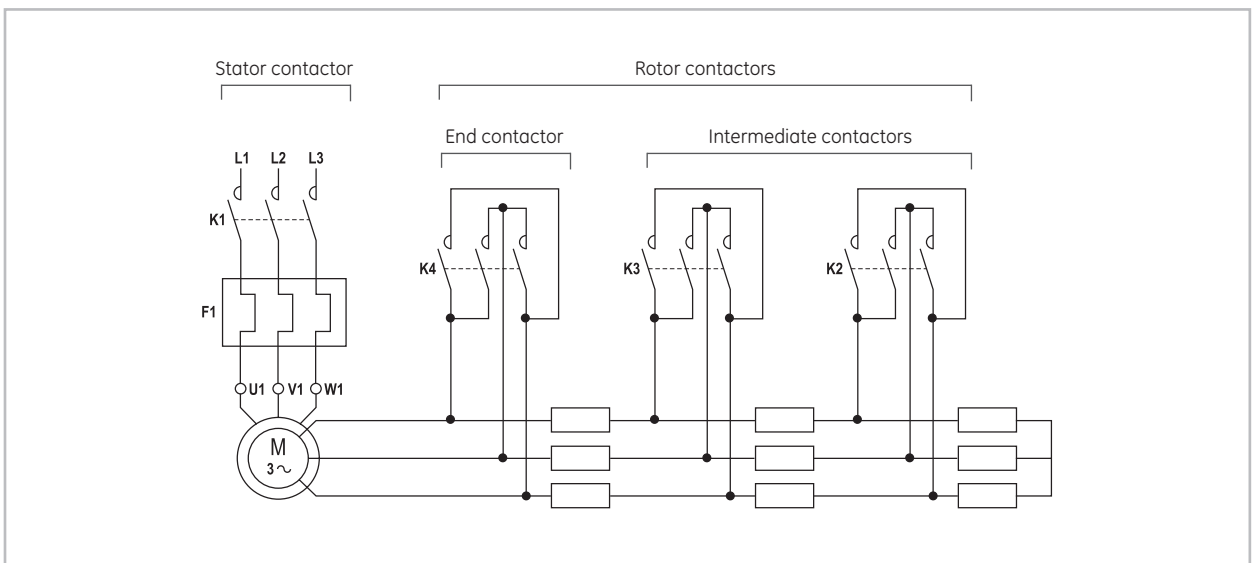 Stator contactor
Rotor contactors
End contactor
Intermediate contactors
L1 L2 L3
K1
K4
K3
K2
F1
U1 V1 W1
M
3∼